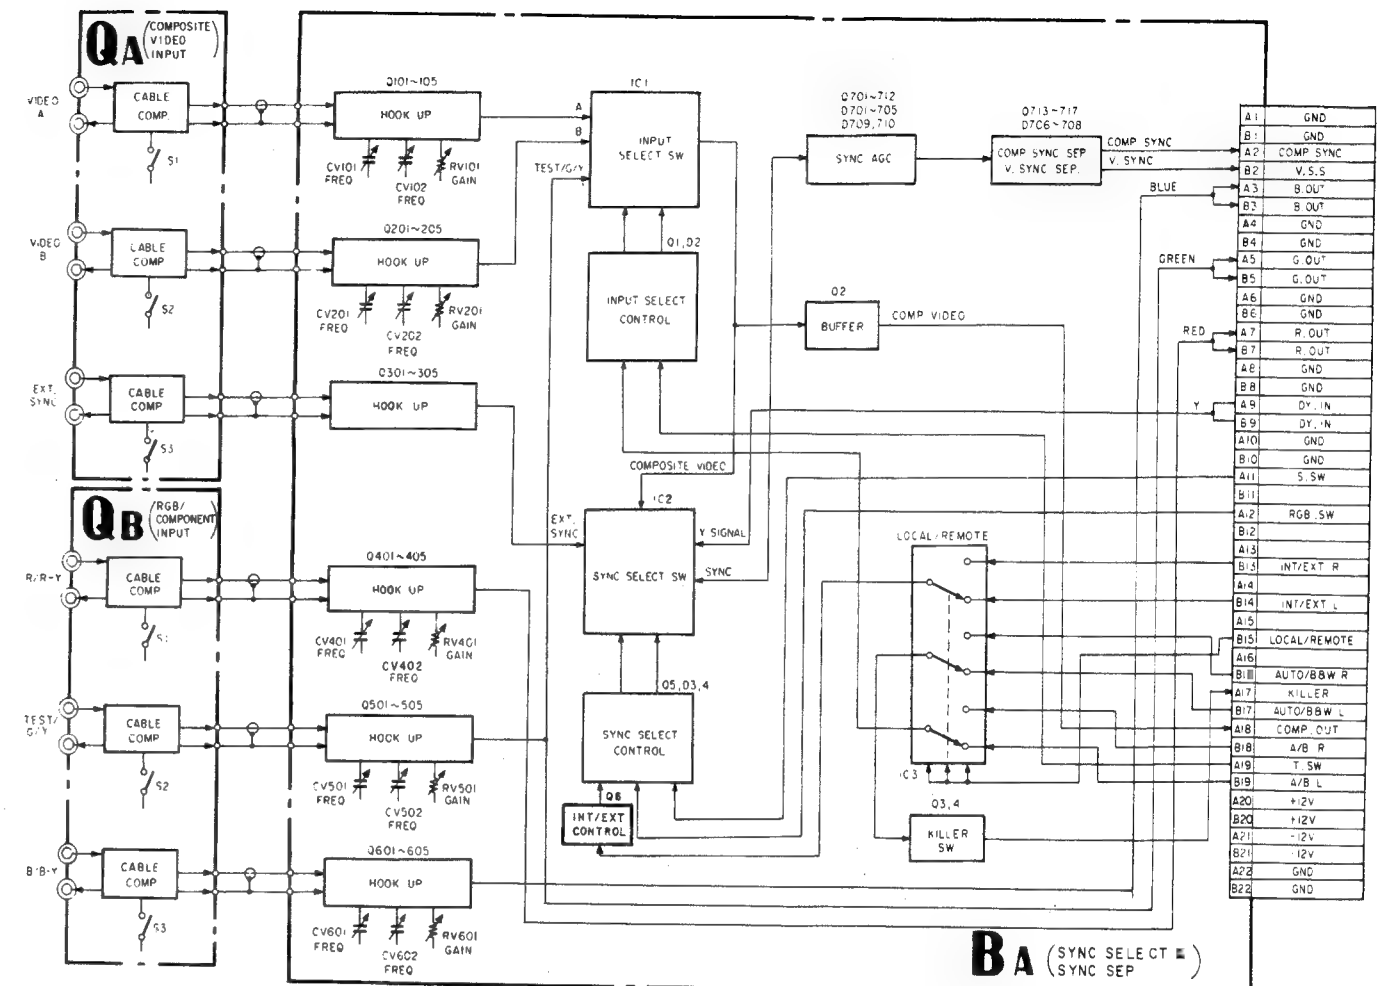 QA (COMPOSITE
VIDEO
INPUT)
VIDEO
A
CABLE
COMP.
S1
VIDEO
B
CABLE
COMP
S2
EXT.
SYNC
CABLE
COMP
S3
QB (RGB/
COMPONENT
INPUT)
R/R-Y
CABLE
COMP
S1
TEST/
G/Y
CABLE
COMP
S2
B/B-Y
CABLE
COMP
S3
Q101~105
HOOK UP
CV101
FREQ
CV102
FREQ
RV101
GAIN
Q201~205
HOOK UP
CV201
FREQ
CV202
FREQ
RV201
GAIN
Q301~305
HOOK UP
Q401~405
HOOK UP
CV401
FREQ
CV402
FREQ
RV401
GAIN
Q501~505
HOOK UP
CV501
FREQ
CV502
FREQ
RV501
GAIN
Q601~605
HOOK UP
CV601
FREQ
CV602
FREQ
RV601
GAIN
A
B
TEST/G/Y
IC1
INPUT
SELECT SW
Q1,D2
INPUT SELECT
CONTROL
COMPOSITE VIDEO
IC2
EXT.
SYNC
SYNC SELECT SW
Y SIGNAL
SYNC
Q5,D3,4
SYNC SELECT
CONTROL
Q6
INT/EXT
CONTROL
Q701~712
D701~705
D709,710
SYNC AGC
Q713~717
D706~708
COMP SYNC SEP
V. SYNC SEP.
COMP SYNC
V. SYNC
Q2
BUFFER
COMP VIDEO
BLUE
GREEN
RED
Y
LOCAL/REMOTE
IC3
Q3,4
KILLER
SW
A1 GND
B1 GND
A2 COMP SYNC
B2 V.S.S
A3 B.OUT
B3 B.OUT
A4 GND
B4 GND
A5 G.OUT
B5 G.OUT
A6 GND
B6 GND
A7 R.OUT
B7 R.OUT
A8 GND
B8 GND
A9 DY.IN
B9 DY.IN
A10 GND
B10 GND
A11 S.SW
B11
A12 RGB.SW
B12
A13
B13 INT/EXT R
A14
B14 INT/EXT L
A15
B15 LOCAL/REMOTE
A16
AUTO/B&W R
A17 KILLER
B17 AUTO/B&W L
A18 COMP.OUT
B18 A/B R
A19 T.SW
B19 A/B L
A20 +12V
B20 +12V
A21 -12V
B21 -12V
A22 GND
B22 GND
BA (SYNC SELECT
SYNC SEP)